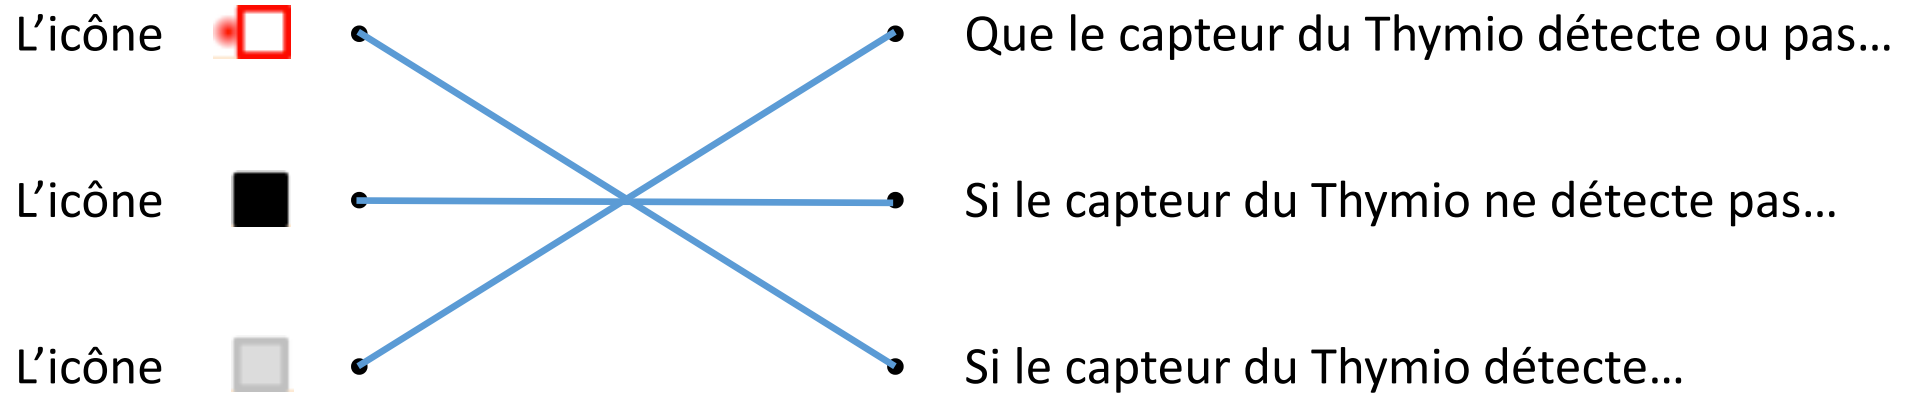 L’icône Que le capteur du Thymio détecte ou pas…
L’icône Si le capteur du Thymio ne détecte pas…
L’icône Si le capteur du Thymio détecte…